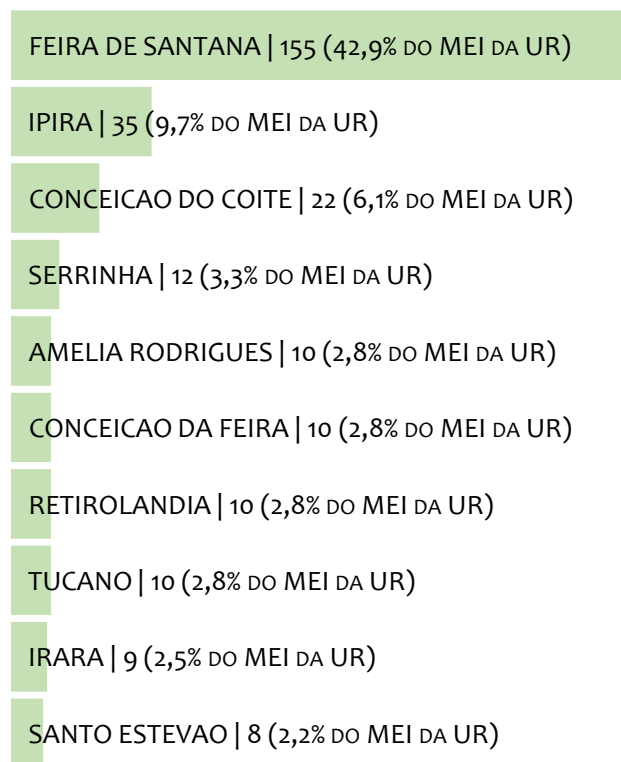 FEIRA DE SANTANA | 155 (42,9% DO MEI DA UR)
IPIRA | 35 (9,7% DO MEI DA UR)
CONCEICAO DO COITE | 22 (6,1% DO MEI DA UR)
SERRINHA | 12 (3,3% DO MEI DA UR)
AMELIA RODRIGUES | 10 (2,8% DO MEI DA UR)
CONCEICAO DA FEIRA | 10 (2,8% DO MEI DA UR)
RETIROLANDIA | 10 (2,8% DO MEI DA UR)
TUCANO | 10 (2,8% DO MEI DA UR)
IRARA | 9 (2,5% DO MEI DA UR)
SANTO ESTEVAO | 8 (2,2% DO MEI DA UR)